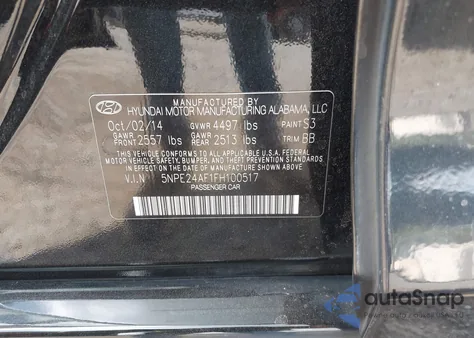 MANUFACTURED BY
HYUNDAI MOTOR MANUFACTURING ALABAMA, LLC
Oct/02/14 GVWR 4497 lbs PAINT S3
GAWR FRONT 2557 lbs GAWR REAR 2513 lbs TRIM BB
THIS VEHICLE CONFORMS TO ALL APPLICABLE
FEDERAL MOTOR VEHICLE SAFETY, BUMPER, AND THEFT PREVENTION
STANDARDS IN EFFECT ON THE DATE OF MANUFACTURE SHOWN ABOVE.
V.I.N 5NPE24AF1FH100517
PASSENGER CAR
autoSnap